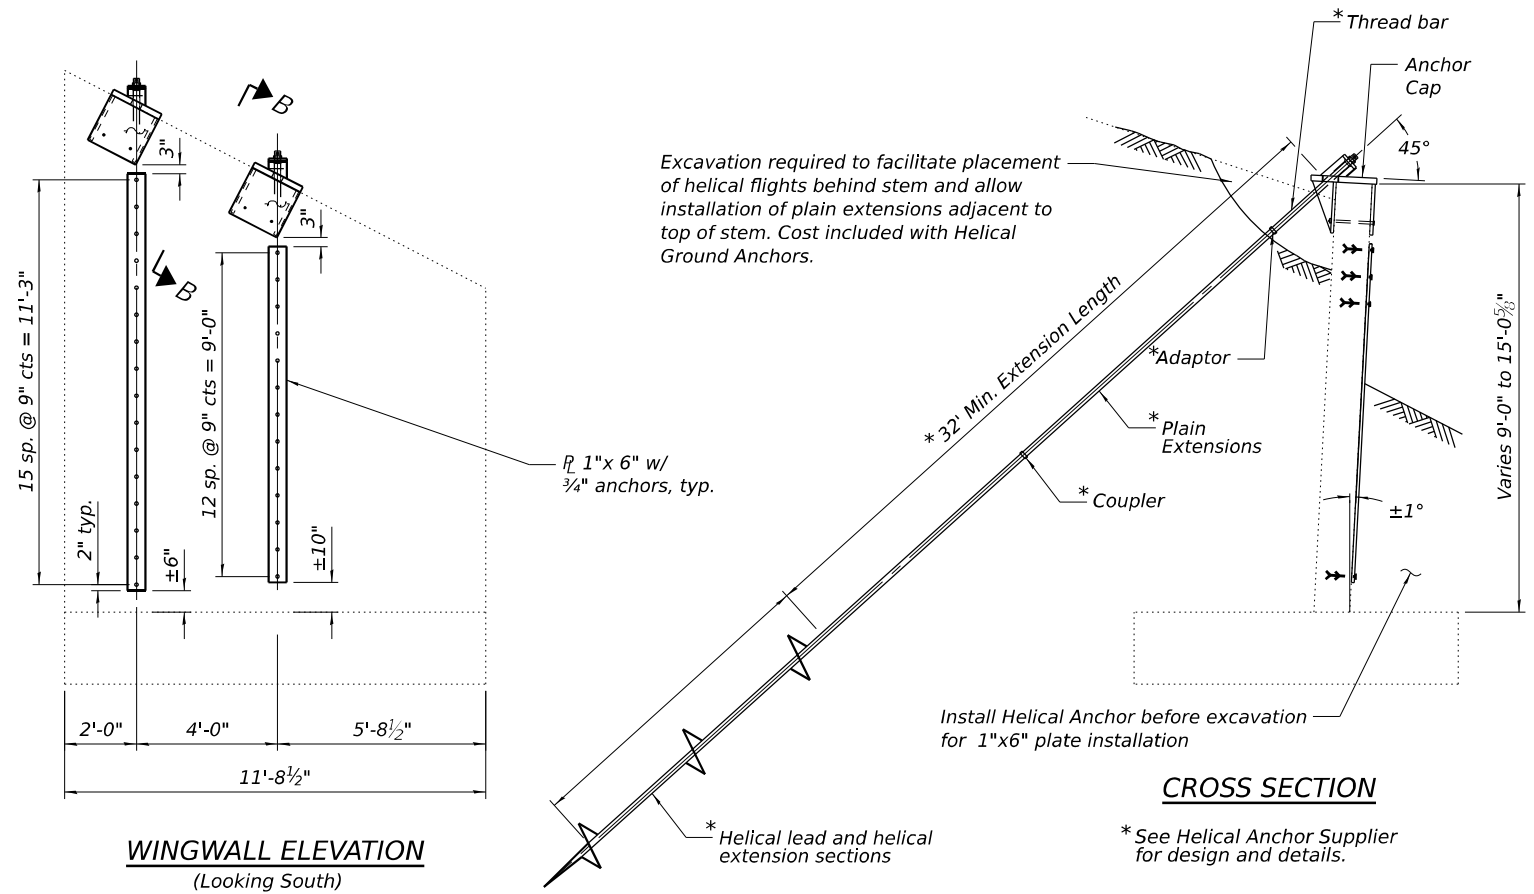 * Thread bar
Anchor
Cap
B
45°
3"
Excavation required to facilitate placement
of helical flights behind stem and allow
installation of plain extensions adjacent to
top of stem. Cost included with Helical
Ground Anchors.
3"
B
15 sp. @ 9" cts = 11'-3"
12 sp. @ 9" cts = 9'-0"
* 32' Min. Extension Length
*Adaptor
Varies 9'-0" to 15'-0⅝"
* Plain
Extensions
℄ 1"x 6" w/
¾" anchors, typ.
* Coupler
±1°
2" typ.
±6"
±10"
2'-0"
4'-0"
5'-8½"
11'-8½"
Install Helical Anchor before excavation
for 1"x6" plate installation
CROSS SECTION
* Helical lead and helical
extension sections
* See Helical Anchor Supplier
for design and details.
WINGWALL ELEVATION
(Looking South)